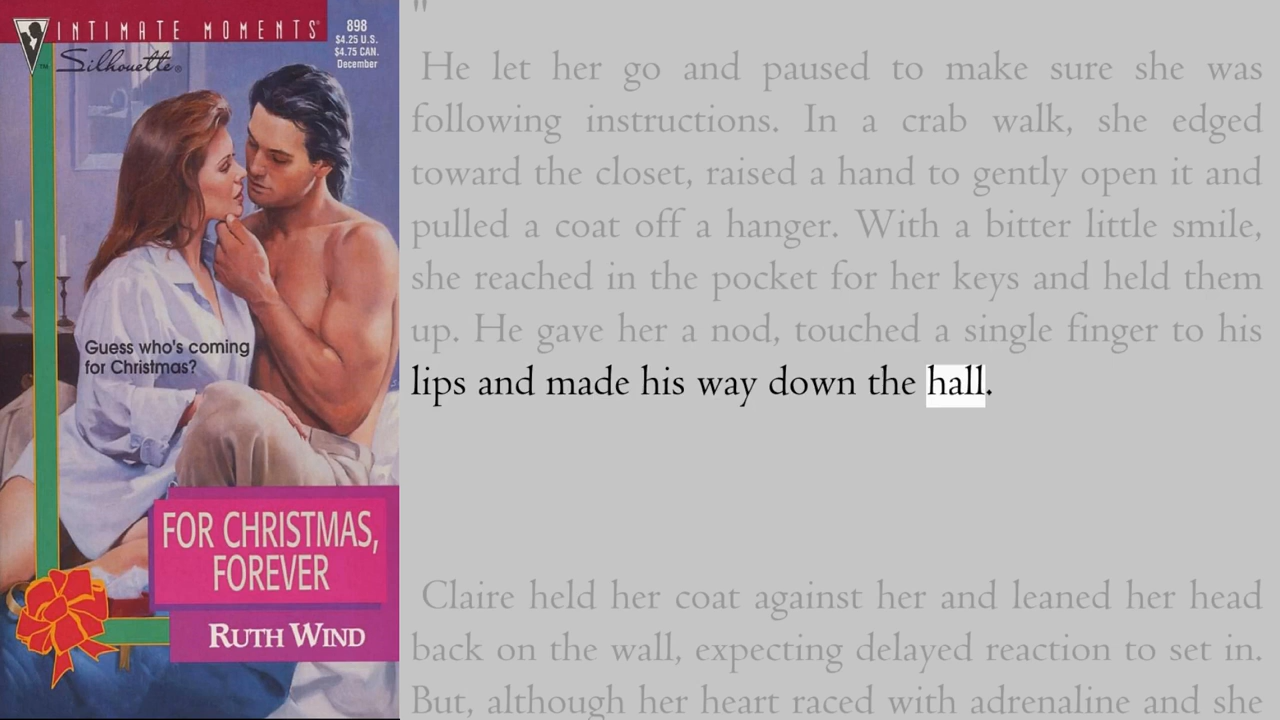 INTIMATE MOMENTS®
Silhouette®
™
898
$4.25 U.S.
$4.75 CAN.
December
Guess who's coming
for Christmas?
FOR CHRISTMAS,
FOREVER
RUTH WIND
"
He let her go and paused to make sure she was
following instructions. In a crab walk, she edged
toward the closet, raised a hand to gently open it and
pulled a coat off a hanger. With a bitter little smile,
she reached in the pocket for her keys and held them
up. He gave her a nod, touched a single finger to his
lips and made his way down the hall.
Claire held her coat against her and leaned her head
back on the wall, expecting delayed reaction to set in.
But, although her heart raced with adrenaline and she